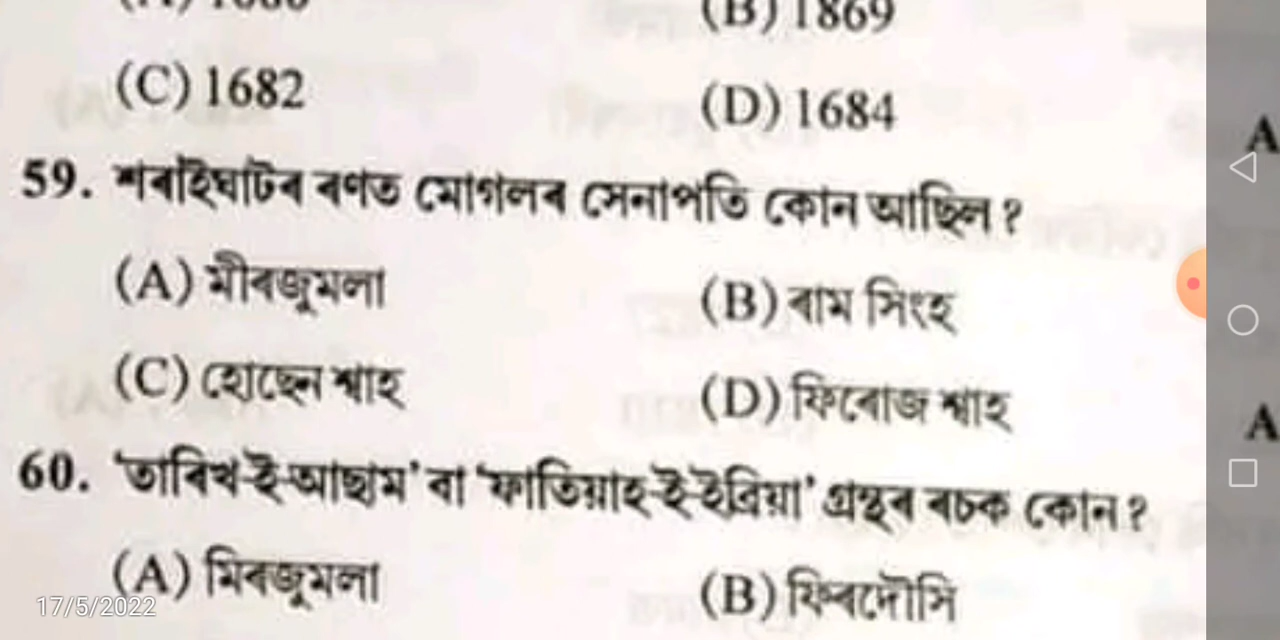 (B) 1869
(C) 1682
(D) 1684
59. শৰাইঘাটৰ ৰণত মোগলৰ সেনাপতি কোন আছিল ?
(A) মীৰজুমলা
(B) ৰাম সিংহ
(C) হোছেন শ্বাহ
(D) ফিৰোজ শ্বাহ
60. 'তাৰিখ-ই-আছাম' বা 'ফাতিয়াহ-ই-ইব্ৰিয়া' গ্ৰন্থৰ ৰচক কোন ?
(A) মিৰজুমলা
(B) ফিৰদৌসি
17/5/2022
A
A